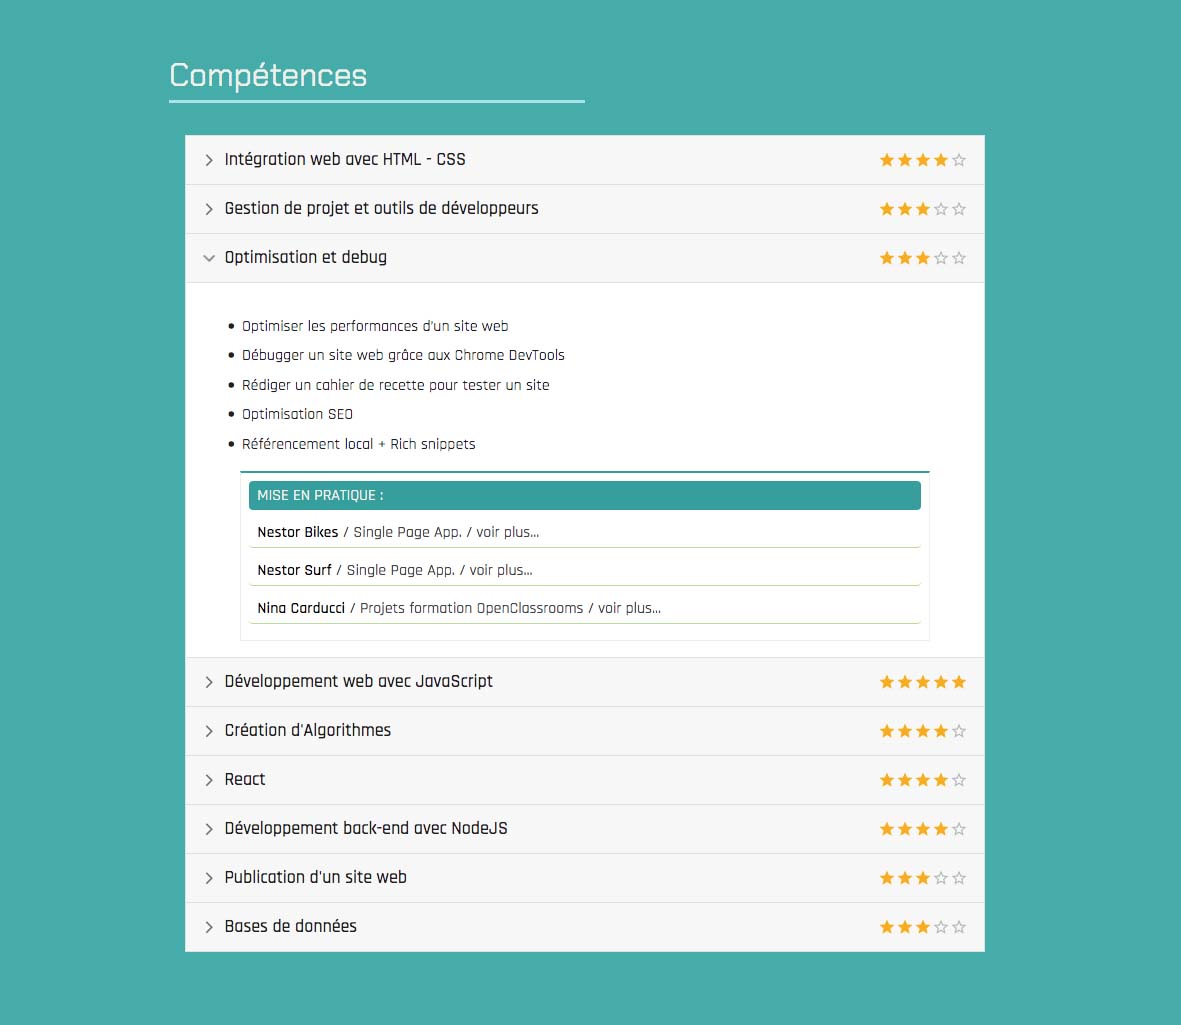 Compétences
Intégration web avec HTML - CSS
Gestion de projet et outils de développeurs
Optimisation et debug
Optimiser les performances d'un site web
Débugger un site web grâce aux Chrome DevTools
Rédiger un cahier de recette pour tester un site
Optimisation SEO
Référencement local + Rich snippets
MISE EN PRATIQUE :
Nestor Bikes / Single Page App. / voir plus...
Nestor Surf / Single Page App. / voir plus...
Nina Carducci / Projets formation OpenClassrooms / voir plus...
Développement web avec JavaScript
Création d'Algorithmes
React
Développement back-end avec NodeJS
Publication d'un site web
Bases de données